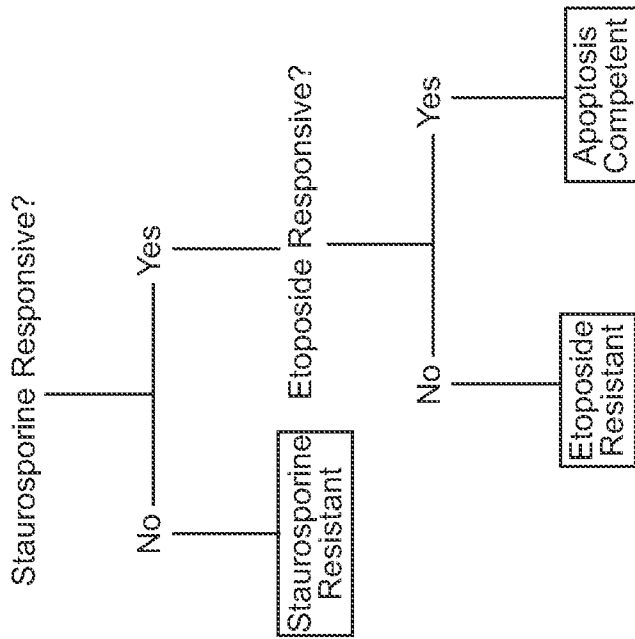 Staurosporine Responsive?
No
Yes
Staurosporine
Resistant
Etoposide Responsive?
No
Yes
Etoposide
Resistant
Apoptosis
Competent